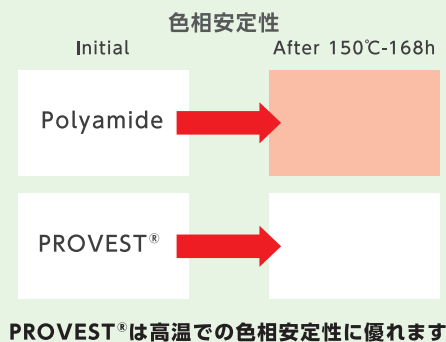 色相安定性
Initial
After 150℃-168h
Polyamide
PROVEST®
PROVEST®は高温での色相安定性に優れます